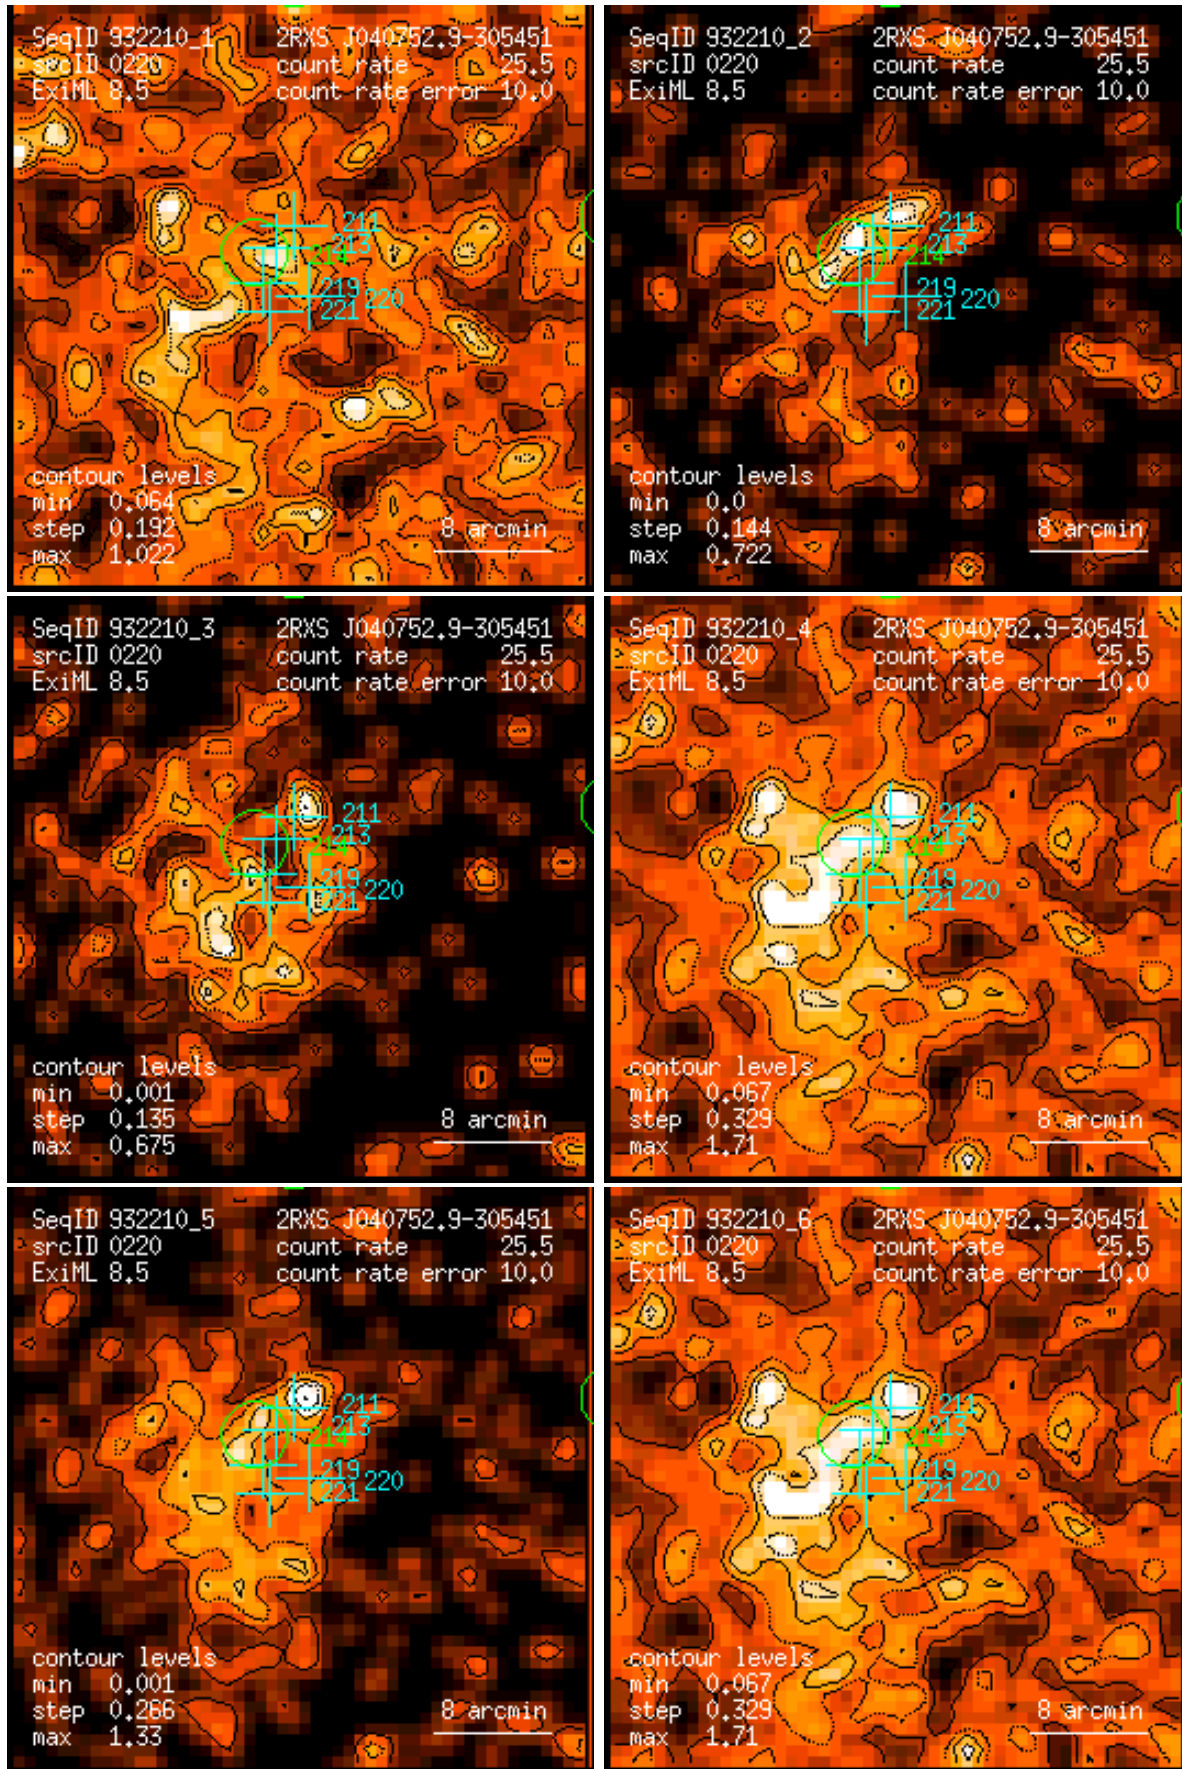 SeqID 932210_1 2RXS J040752.9-305451
srcID 0220 count rate 25.5
ExiML 8.5 count rate error 10.0
211
213
214
219
220
221
contour levels
min 0.064
step 0.192
max 1.022
8 arcmin
SeqID 932210_2 2RXS J040752.9-305451
srcID 0220 count rate 25.5
ExiML 8.5 count rate error 10.0
211
213
214
219
220
221
contour levels
min 0.0
step 0.144
max 0.722
8 arcmin
SeqID 932210_3 2RXS J040752.9-305451
srcID 0220 count rate 25.5
ExiML 8.5 count rate error 10.0
211
213
214
219
220
221
contour levels
min 0.001
step 0.135
max 0.675
8 arcmin
SeqID 932210_4 2RXS J040752.9-305451
srcID 0220 count rate 25.5
ExiML 8.5 count rate error 10.0
211
213
214
219
220
221
contour levels
min 0.067
step 0.329
max 1.71
8 arcmin
SeqID 932210_5 2RXS J040752.9-305451
srcID 0220 count rate 25.5
ExiML 8.5 count rate error 10.0
211
213
214
219
220
221
contour levels
min 0.001
step 0.266
max 1.33
8 arcmin
SeqID 932210_6 2RXS J040752.9-305451
srcID 0220 count rate 25.5
ExiML 8.5 count rate error 10.0
211
213
214
219
220
221
contour levels
min 0.067
step 0.329
max 1.71
8 arcmin